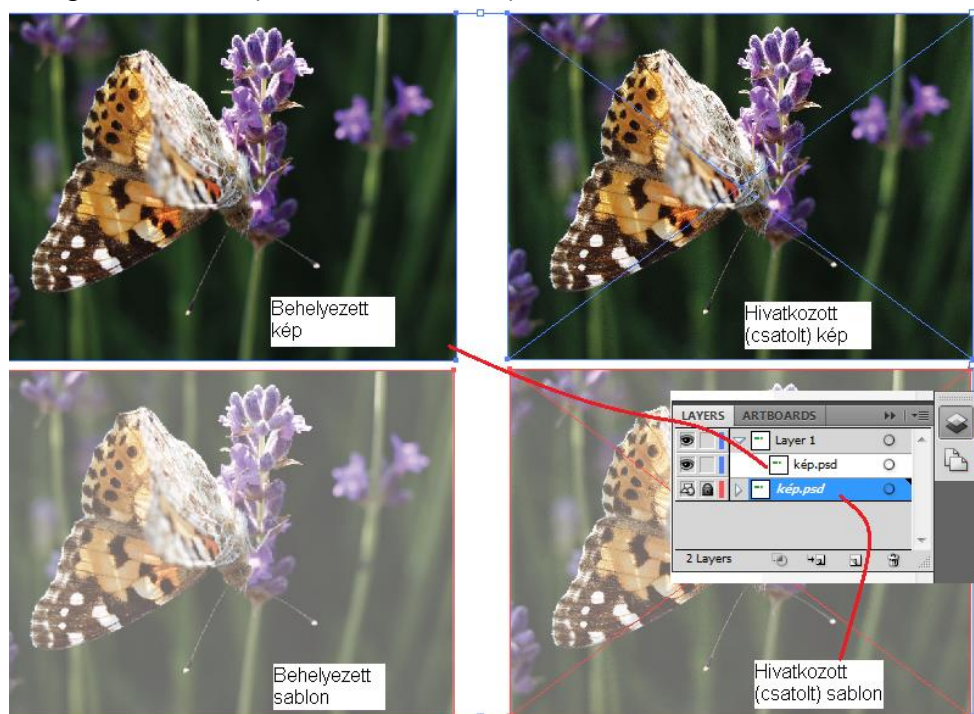 Behelyezett
kép
Hivatkozott
(csatolt) kép
LAYERS ARTBOARDS
Layer 1
kép.psd
kép.psd
2 Layers
Behelyezett
sablon
Hivatkozott
(csatolt) sablon